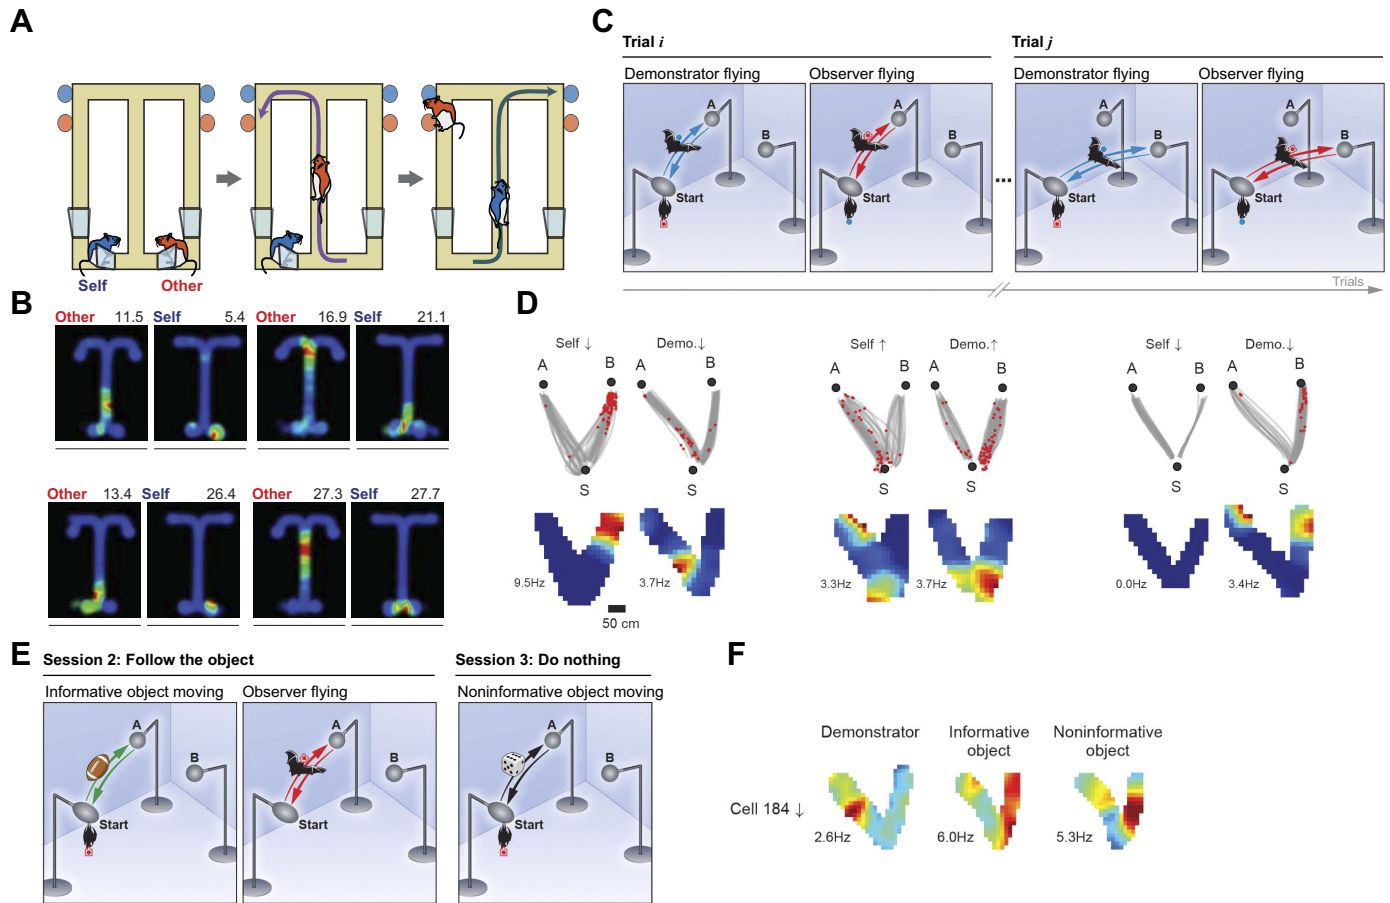 A
Self
Other
B
Other 11.5 Self 5.4 Other 16.9 Self 21.1
Other 13.4 Self 26.4 Other 27.3 Self 27.7
C
Trial i
Trial j
Demonstrator flying
Observer flying
Demonstrator flying
Observer flying
A
B
Start
A
B
Start
...
A
B
Start
A
B
Start
Trials
D
Self ↓
Demo.↓
A B A B
S S
9.5Hz
3.7Hz
50 cm
Self ↑
Demo.↑
A B A B
S S
3.3Hz
3.7Hz
Self ↓
Demo.↓
A B A B
S S
0.0Hz
3.4Hz
E
Session 2: Follow the object
Session 3: Do nothing
Informative object moving
Observer flying
Noninformative object moving
A
B
Start
A
B
Start
A
B
Start
F
Demonstrator
Informative
object
Noninformative
object
Cell 184 ↓
2.6Hz
6.0Hz
5.3Hz